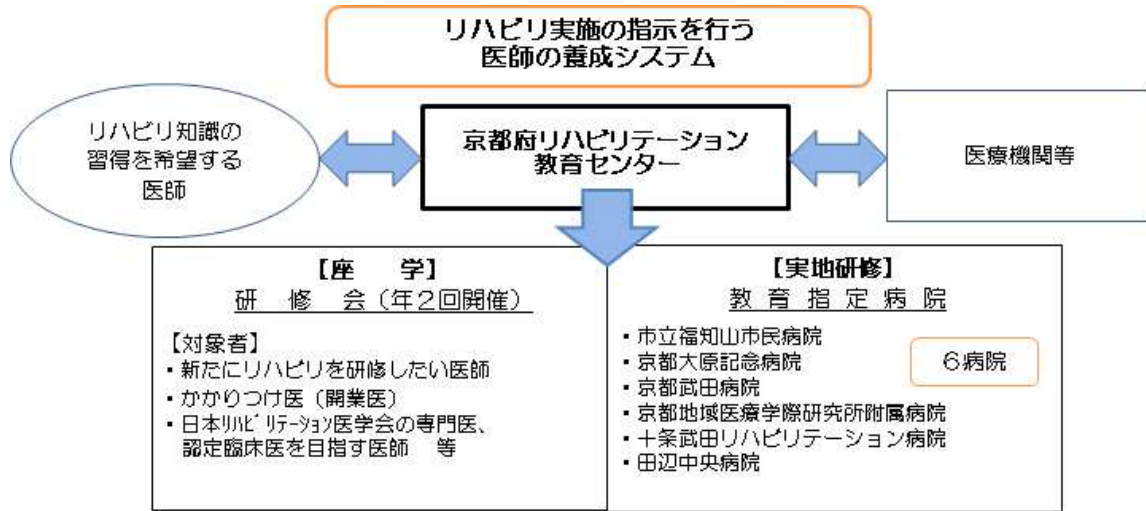 リハビリ実施の指示を行う
医師の養成システム
リハビリ知識の
習得を希望する
医師
京都府リハビリテーション
教育センター
医療機関等
【座　学】
研　修　会（年２回開催）
【対象者】
・新たにリハビリを研修したい医師
・かかりつけ医（開業医）
・日本ﾘﾊﾋﾞﾘﾃｰｼｮﾝ医学会の専門医、
認定臨床医を目指す医師　等
【実地研修】
教 育 指 定 病 院
・市立福知山市民病院
・京都大原記念病院
・京都武田病院
・京都地域医療学際研究所附属病院
・十条武田リハビリテーション病院
・田辺中央病院
６病院